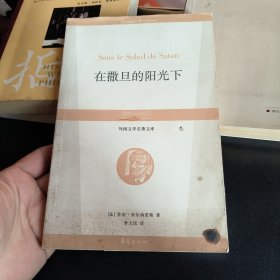 Sous le Soleil de Satan
在撒旦的阳光下
外国文学名著文库
[法]乔治·贝尔纳诺斯 著
李玉民 译